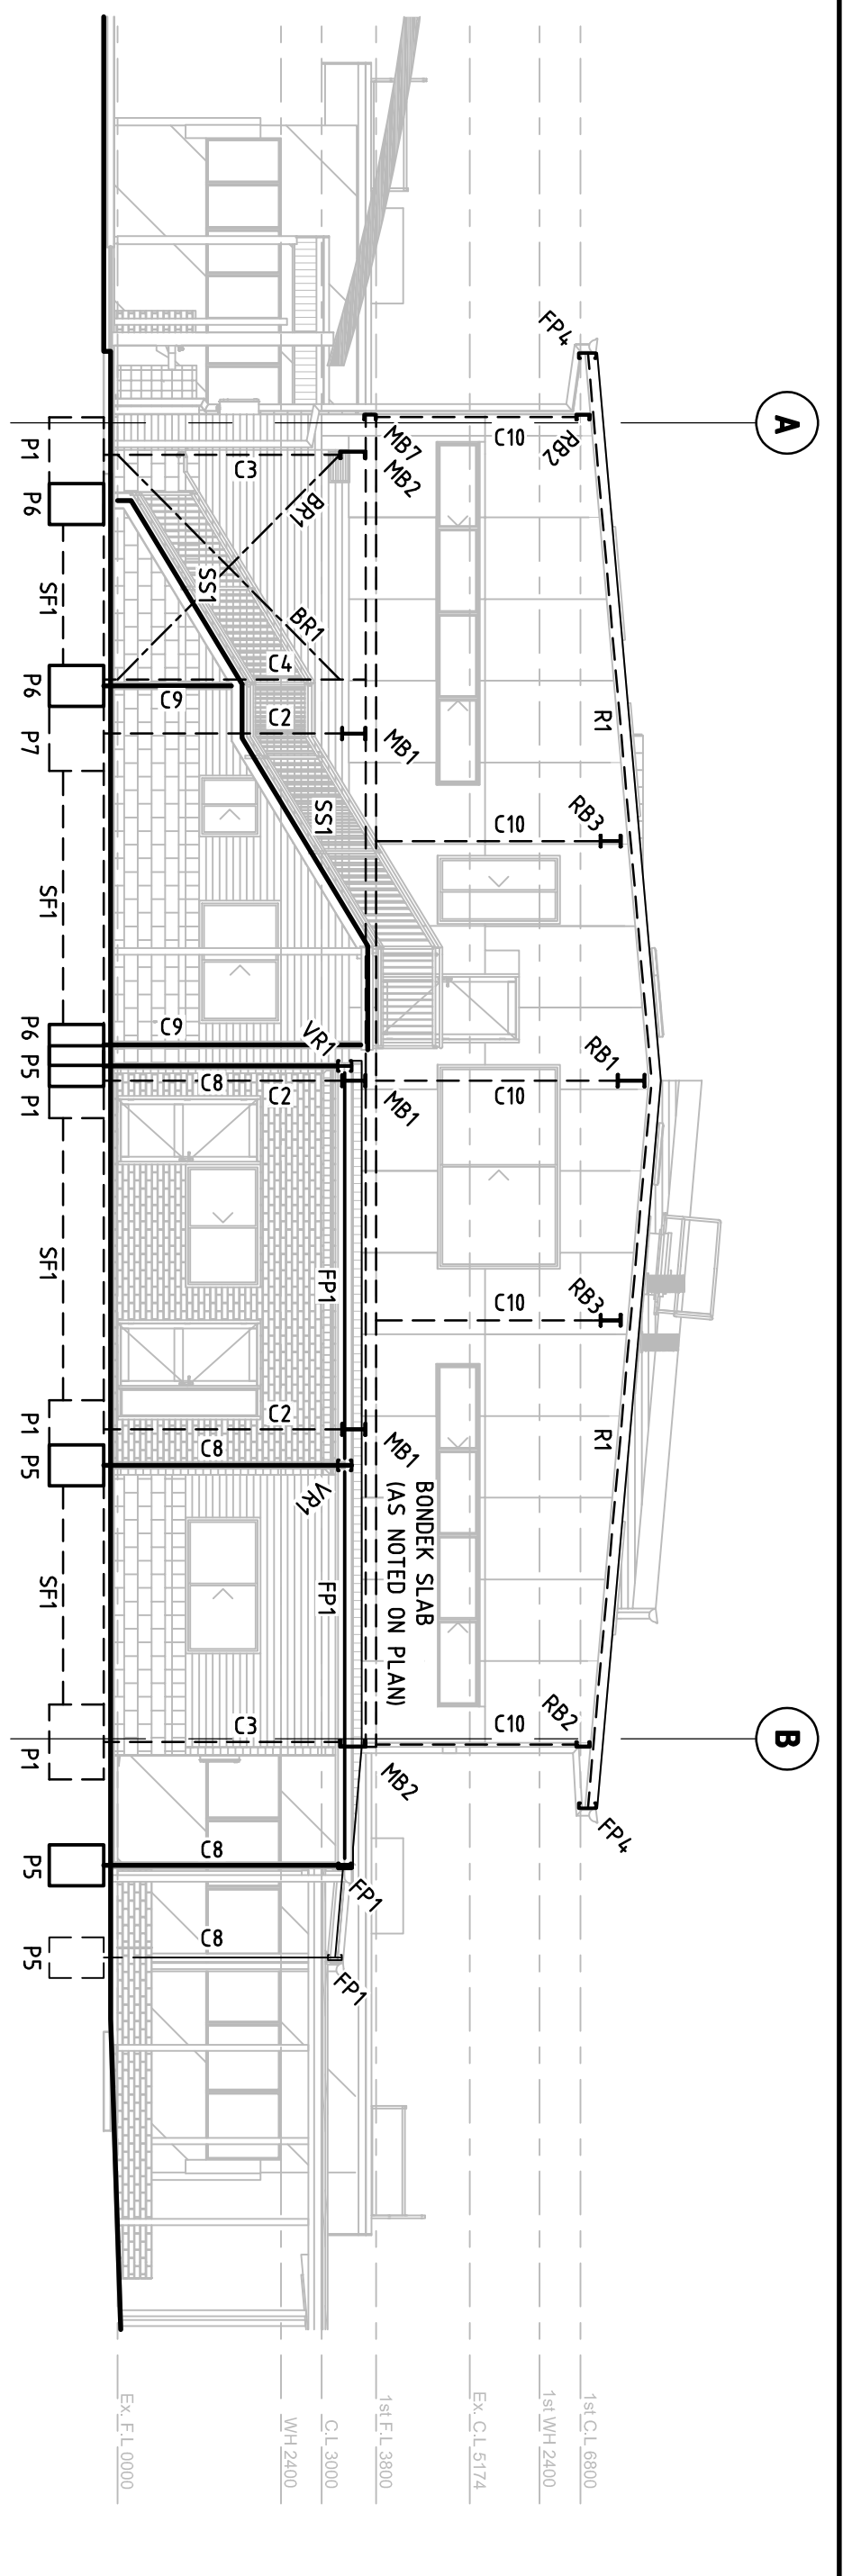 A
B
FP4
RB2
C10
R1
RB3
C10
RB1
C10
RB3
C10
R1
RB2
C10
FP4
MB7
MB2
MB1
MB1
MB1
BONDEK SLAB
(AS NOTED ON PLAN)
MB2
C3
BR1
BR1
SS1
C4
C9
C2
SS1
C9
VR1
C8
C2
FP1
C2
C8
VR1
FP1
C3
C8
FP1
C8
FP1
P1
P6
SF1
P6
P7
SF1
P6
P5
P1
SF1
P1
P5
SF1
P1
P5
P5
1st C.L 6800
1st WH 2400
Ex. C.L 5174
1st F.L 3800
C.L 3000
WH 2400
Ex. F.L 0000